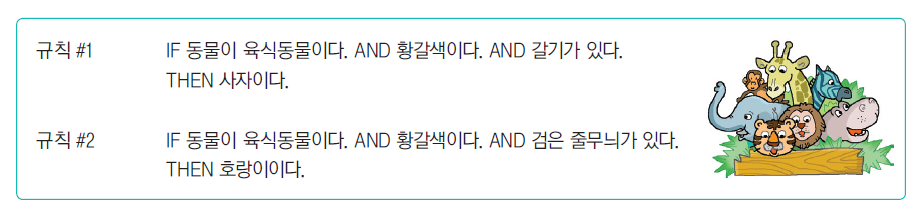 규칙 #1 IF 동물이 육식동물이다. AND 황갈색이다. AND 갈기가 있다.
THEN 사자이다.
규칙 #2 IF 동물이 육식동물이다. AND 황갈색이다. AND 검은 줄무늬가 있다.
THEN 호랑이이다.